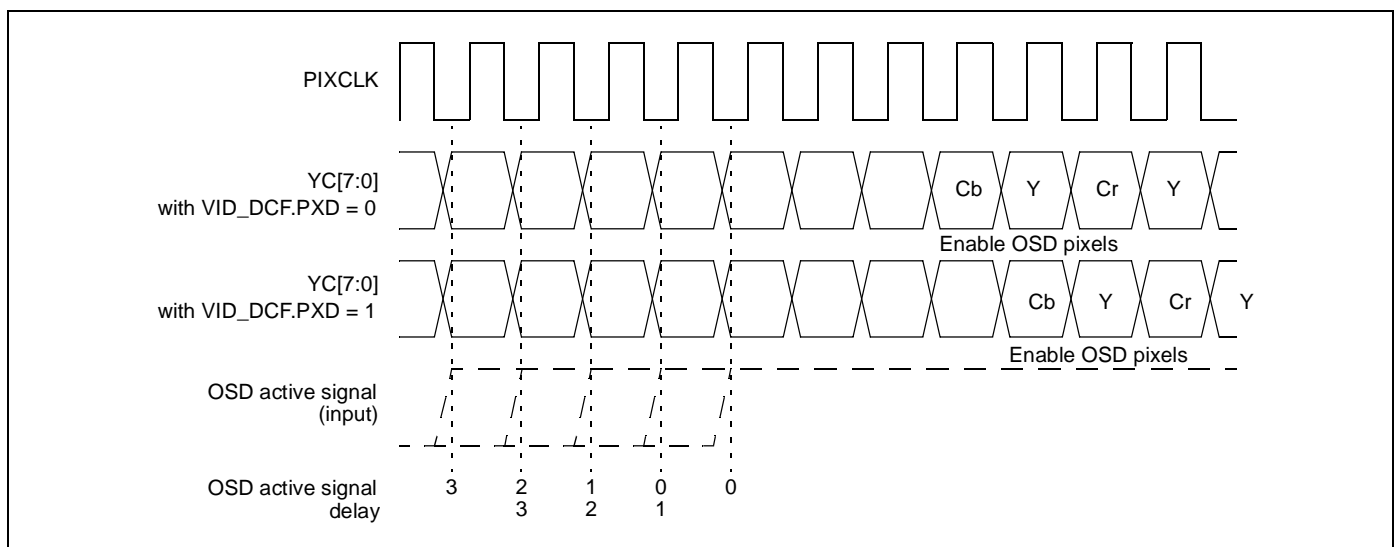 PIXCLK
YC[7:0]
with VID_DCF.PXD = 0
Cb Y Cr Y
Enable OSD pixels
YC[7:0]
with VID_DCF.PXD = 1
Cb Y Cr Y
Enable OSD pixels
OSD active signal
(input)
OSD active signal
delay
3 2 1 0 0
3 2 1